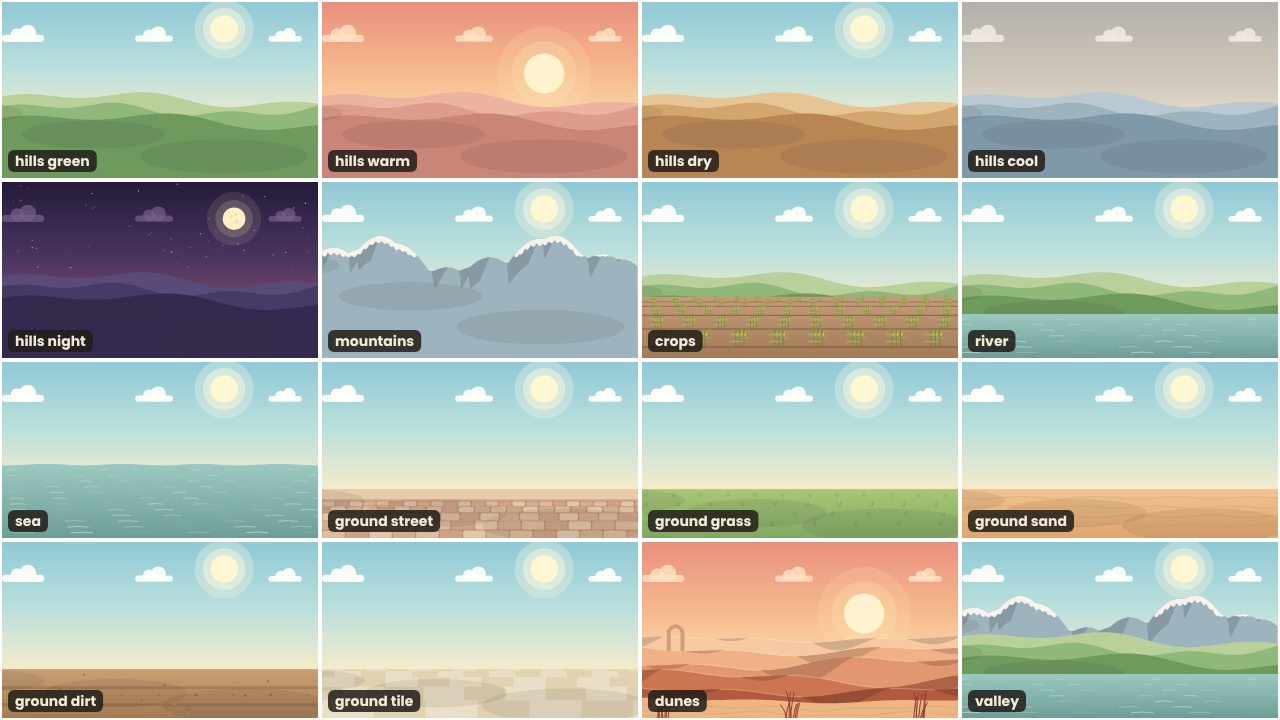 hills green
hills warm
hills dry
hills cool
hills night
mountains
crops
river
sea
ground street
ground grass
ground sand
ground dirt
ground tile
dunes
valley